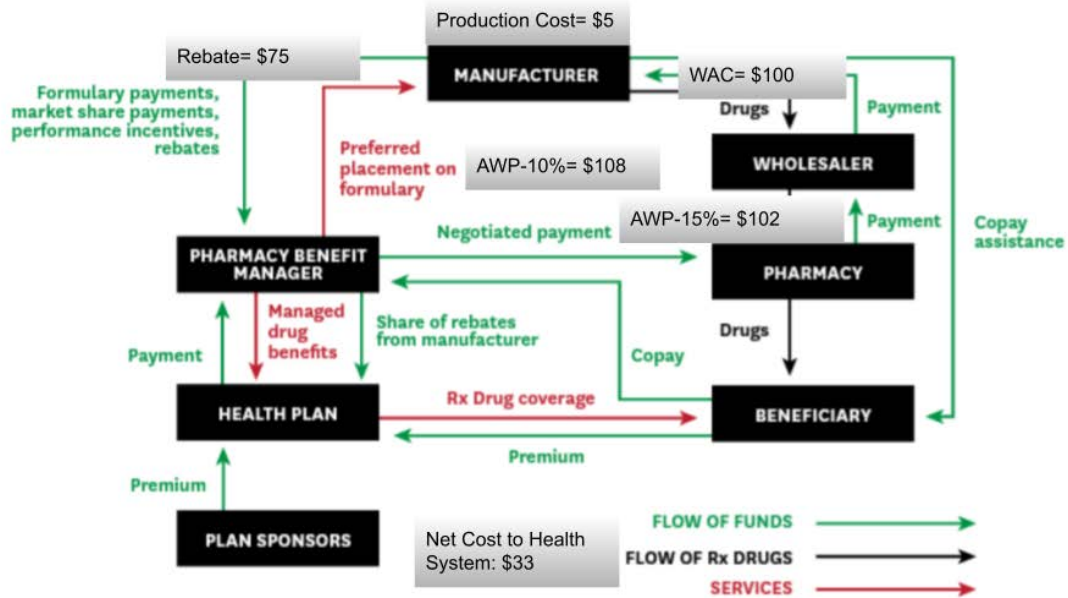 Production Cost= $5
Rebate= $75
MANUFACTURER
WAC= $100
Formulary payments,
market share payments,
performance incentives,
rebates
Drugs
Payment
Preferred
placement on
formulary
AWP-10%= $108
WHOLESALER
AWP-15%= $102
Payment
Copay
assistance
Negotiated payment
PHARMACY BENEFIT
MANAGER
PHARMACY
Managed
drug
benefits
Share of rebates
from manufacturer
Drugs
Payment
Copay
HEALTH PLAN
Rx Drug coverage
BENEFICIARY
Premium
Premium
PLAN SPONSORS
Net Cost to Health
System: $33
FLOW OF FUNDS
FLOW OF Rx DRUGS
SERVICES